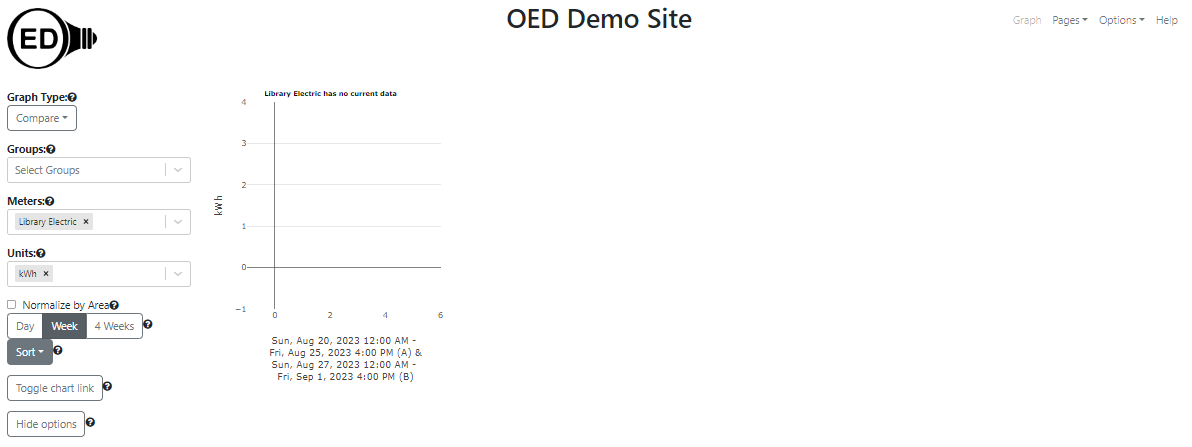 ED
OED Demo Site
Graph Pages Options Help
Graph Type:
Compare
Groups:
Select Groups
Meters:
Library Electric ×
Units:
kWh ×
Normalize by Area
Day Week 4 Weeks
Sort
Toggle chart link
Hide options
Library Electric has no current data
4
3
2
1
0
−1
kWh
0 2 4 6
Sun, Aug 20, 2023 12:00 AM -
Fri, Aug 25, 2023 4:00 PM (A) &
Sun, Aug 27, 2023 12:00 AM -
Fri, Sep 1, 2023 4:00 PM (B)